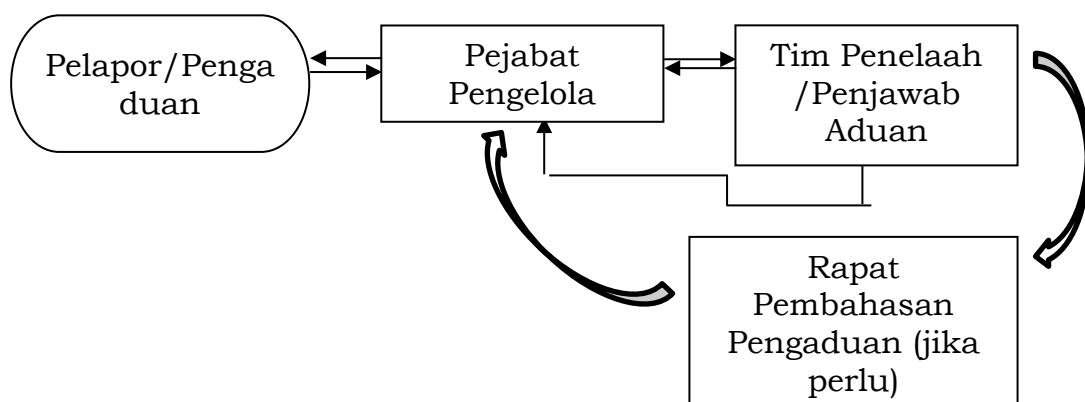 Pelapor/Penga
duan
Pejabat
Pengelola
Tim Penelaah
/Penjawab
Aduan
Rapat
Pembahasan
Pengaduan (jika
perlu)